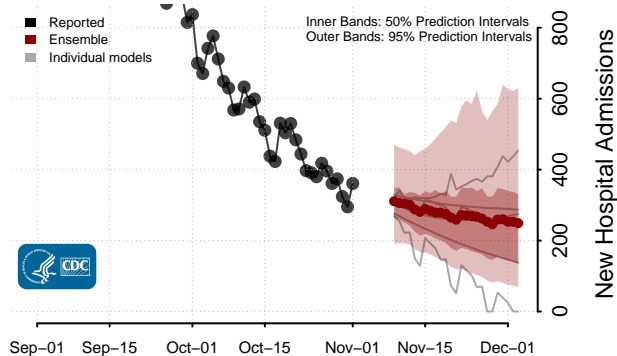 Reported
Ensemble
Individual models
Inner Bands: 50% Prediction Intervals
Outer Bands: 95% Prediction Intervals
800
600
400
200
0
New Hospital Admissions
CDC
Sep−01
Sep−15
Oct−01
Oct−15
Nov−01
Nov−15
Dec−01